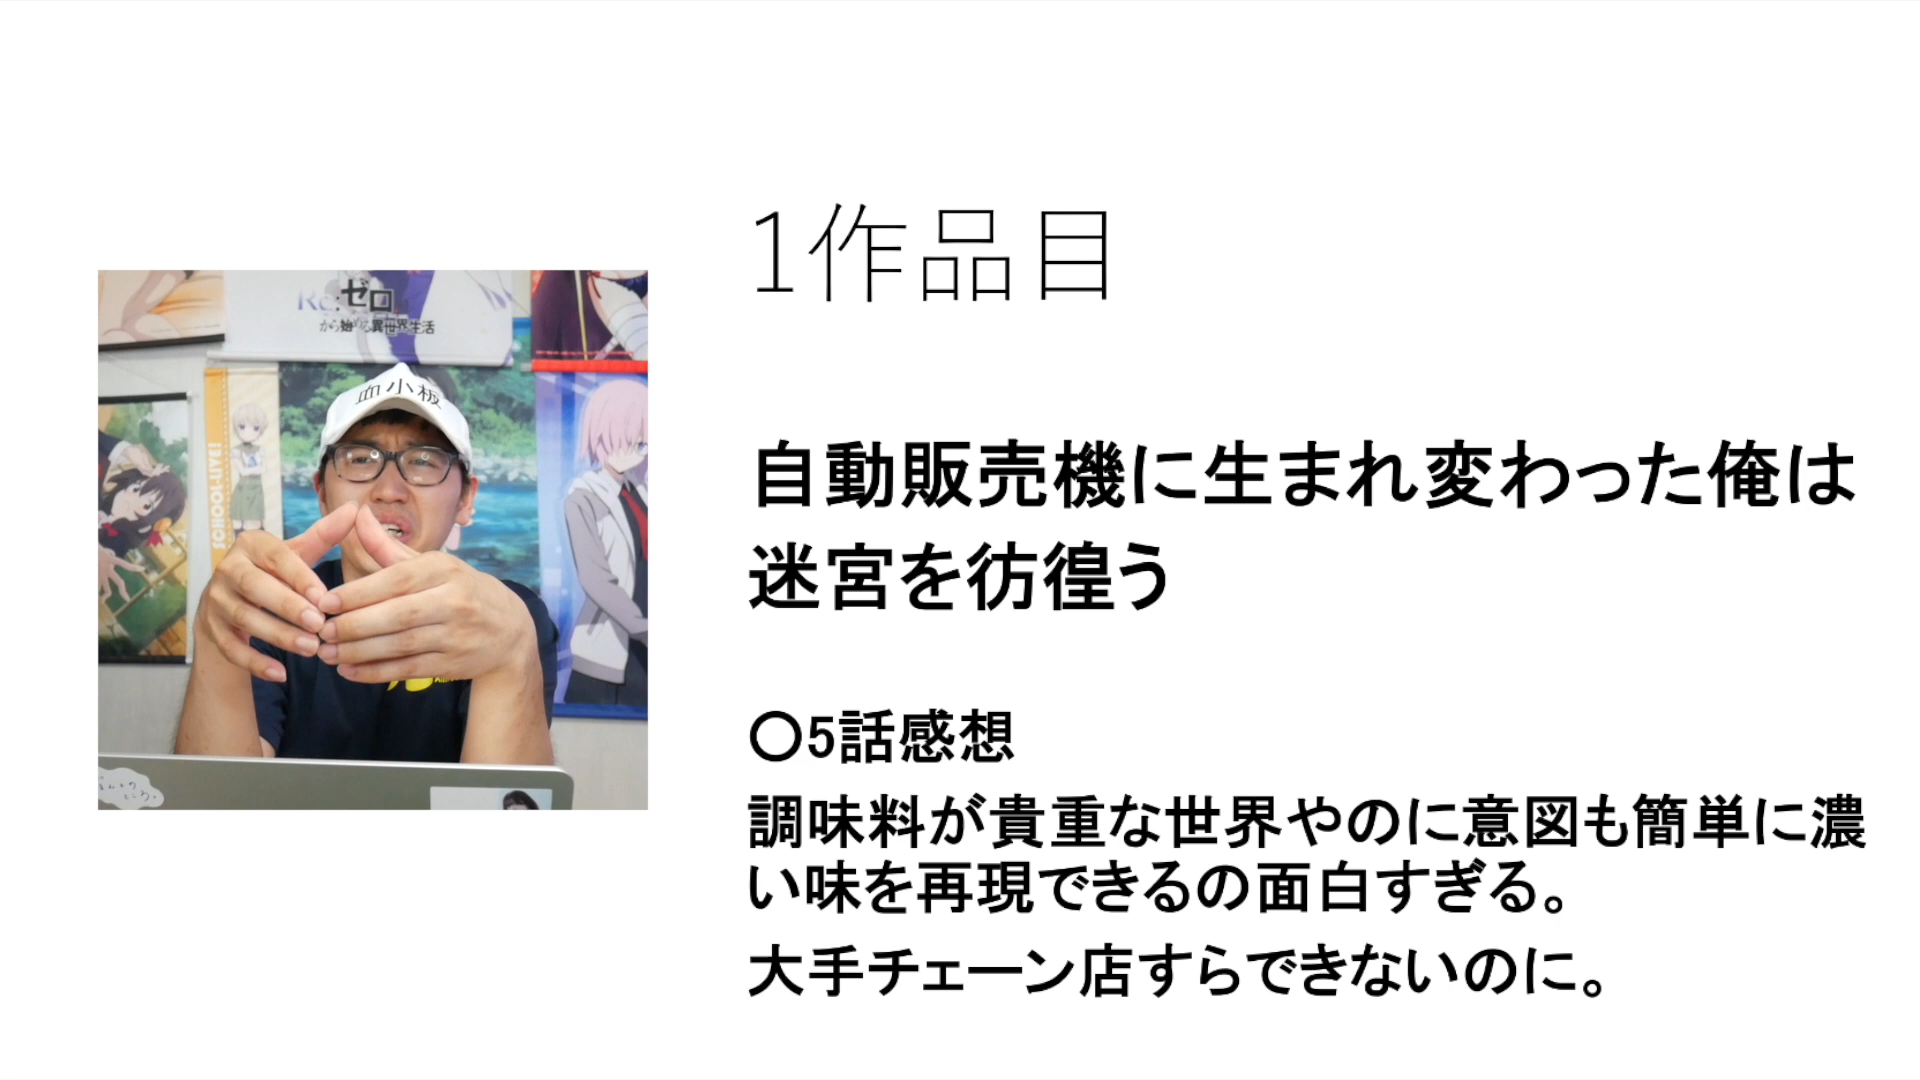 1作品目
自動販売機に生まれ変わった俺は
迷宮を彷徨う
〇5話感想
調味料が貴重な世界やのに意図も簡単に濃
い味を再現できるの面白すぎる。
大手チェーン店すらできないのに。
Re:ゼロ
から始める異世界生活
血小板
SCHOOL-LIVE!